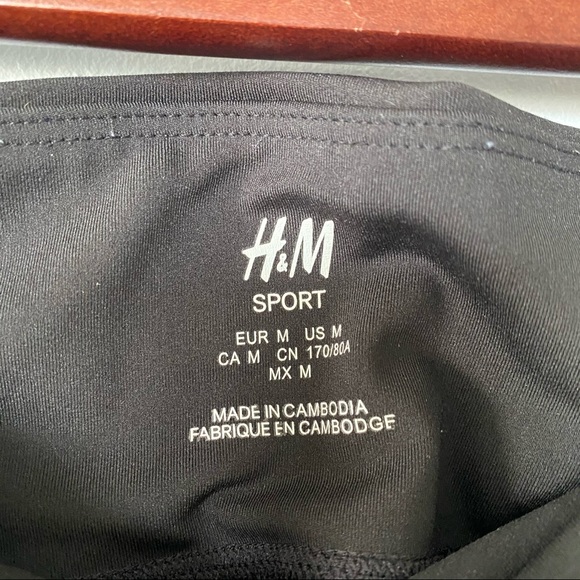 H&M
SPORT
EUR M US M
CA M CN 170/80A
MX M
MADE IN CAMBODIA
FABRIQUE EN CAMBODGE